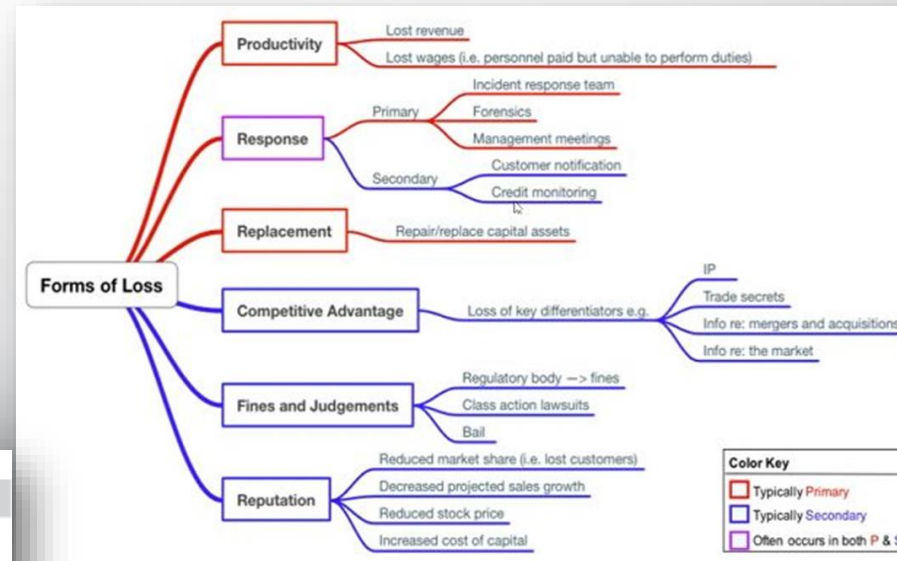 Forms of Loss
Productivity
Lost revenue
Lost wages (i.e. personnel paid but unable to perform duties)
Response
Primary
Incident response team
Forensics
Management meetings
Secondary
Customer notification
Credit monitoring
Replacement
Repair/replace capital assets
Competitive Advantage
Loss of key differentiators e.g.
IP
Trade secrets
Info re: mergers and acquisitions
Info re: the market
Fines and Judgements
Regulatory body —> fines
Class action lawsuits
Bail
Reputation
Reduced market share (i.e. lost customers)
Decreased projected sales growth
Reduced stock price
Increased cost of capital
Color Key
Typically Primary
Typically Secondary
Often occurs in both P &